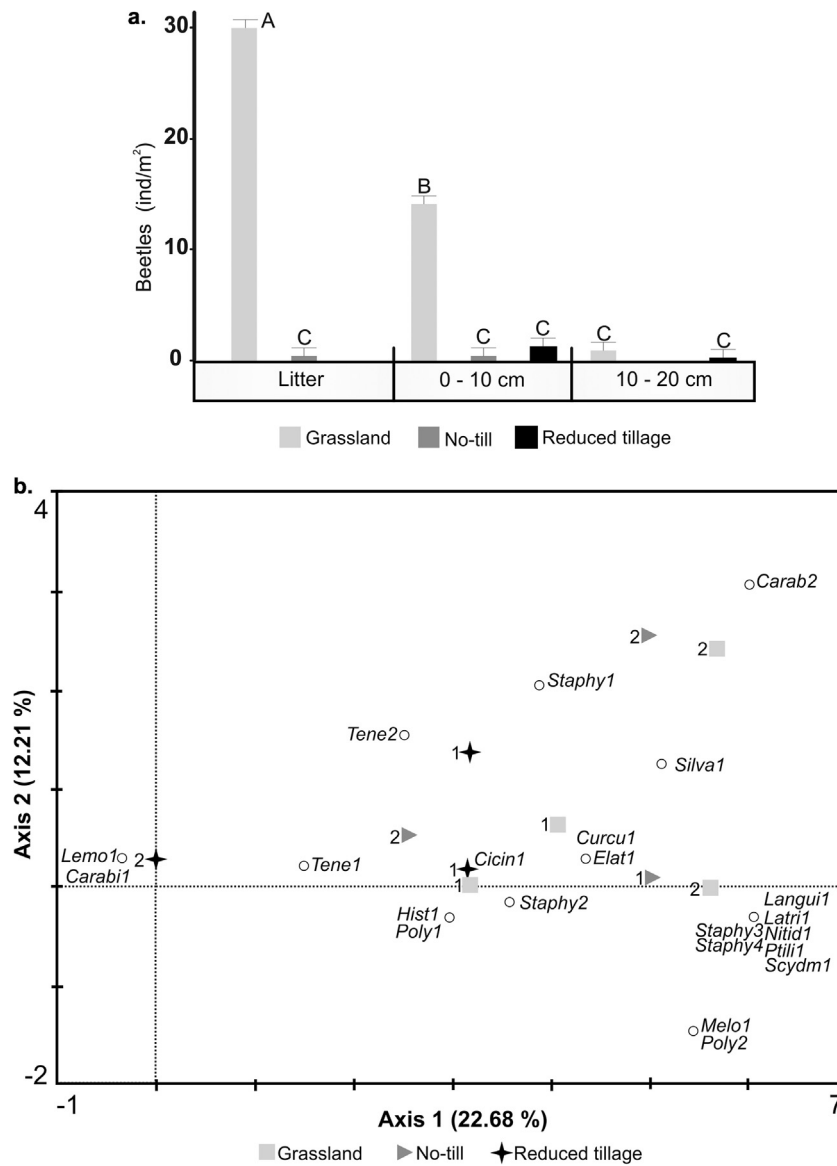 a.
30
A
20
B
10
C
C
C
C
C
0
Beetles (ind/m²)
Litter
0 - 10 cm
10 - 20 cm
Grassland
No-till
Reduced tillage
b.
4
Carab2
2
2
Staphy1
Tene2
1
Silva1
1
2
Curcu1
Lemo1
2
Tene1
1
Cicin1
Elat1
Carabi1
1
1
2
Langui1
Hist1
Staphy2
Latri1
Poly1
Staphy3
Nitid1
Staphy4
Ptili1
Scydm1
Melo1
Poly2
-2
-1
7
Axis 2 (12.21 %)
Axis 1 (22.68 %)
Grassland
No-till
Reduced tillage